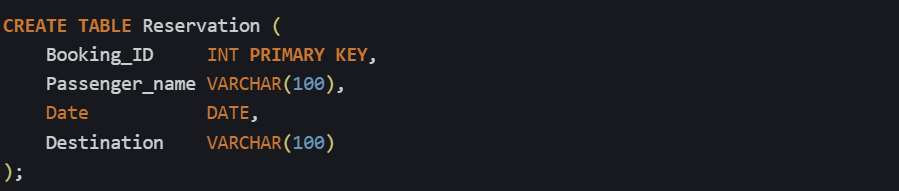 CREATE TABLE Reservation (
    Booking_ID     INT PRIMARY KEY,
    Passenger_name VARCHAR(100),
    Date           DATE,
    Destination    VARCHAR(100)
);